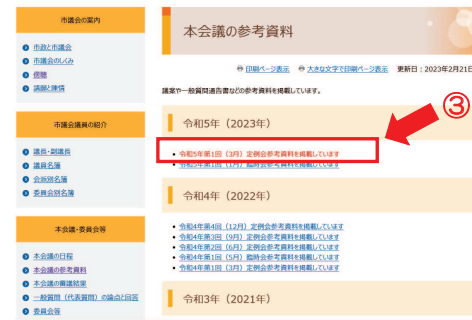 市議会の案内
市政と市議会
市議会のしくみ
傍聴
請願と陳情
市議会議員の紹介
議長・副議長
議員名簿
会派別名簿
委員会別名簿
本会議・委員会等
本会議の日程
本会議の参考資料
本会議の審議結果
一般質問（代表質問）の論点と回答
委員会等
本会議の参考資料
印刷ページ表示 大きな文字で印刷ページ表示 更新日：2023年2月21日
議案や一般質問通告書などの参考資料を掲載しています。
③
令和5年（2023年）
令和5年第1回（3月）定例会参考資料を掲載しています
令和5年第1回（1月）臨時会参考資料を掲載しています
令和4年（2022年）
令和4年第4回（12月）定例会参考資料を掲載しています
令和4年第3回（9月）定例会参考資料を掲載しています
令和4年第2回（6月）定例会参考資料を掲載しています
令和4年第1回（5月）臨時会参考資料を掲載しています
令和4年第1回（3月）定例会参考資料を掲載しています
令和3年（2021年）